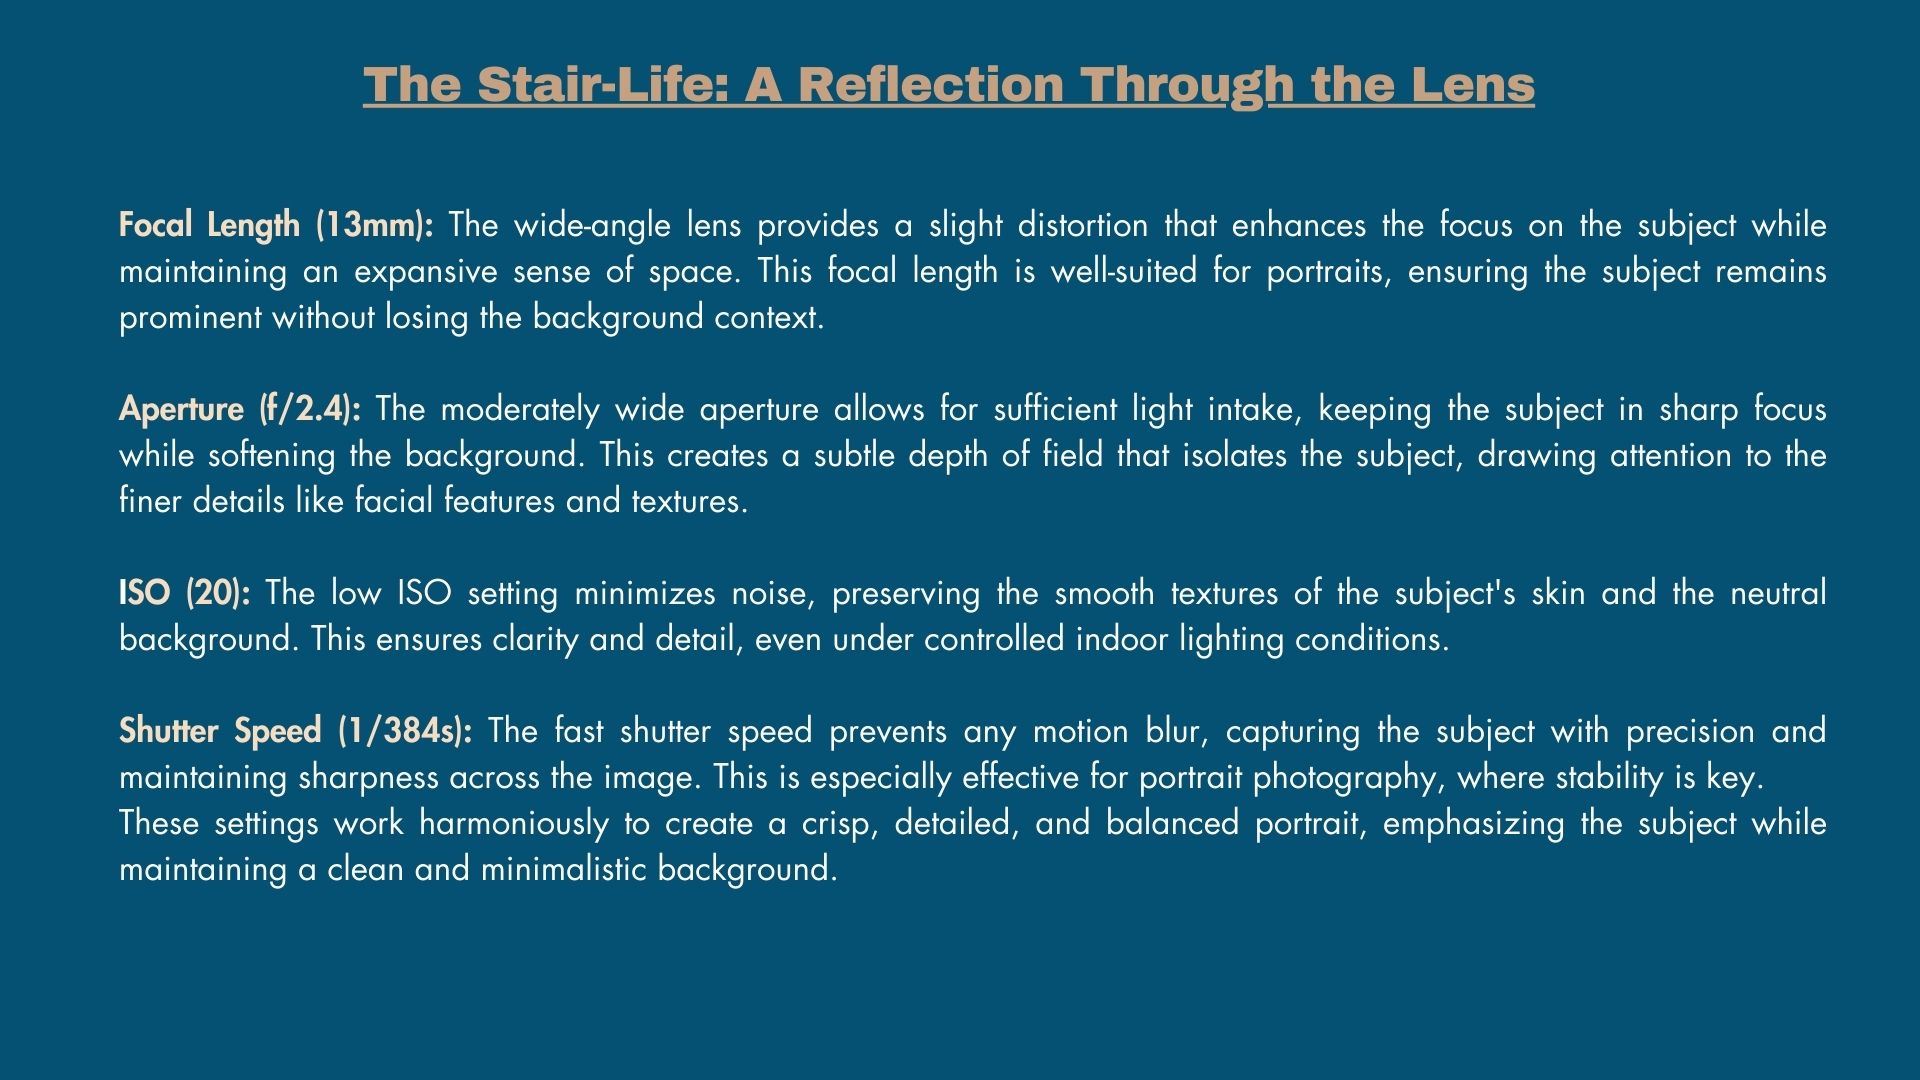 The Stair-Life: A Reflection Through the Lens
Focal Length (13mm): The wide-angle lens provides a slight distortion that enhances the focus on the subject while
maintaining an expansive sense of space. This focal length is well-suited for portraits, ensuring the subject remains
prominent without losing the background context.
Aperture (f/2.4): The moderately wide aperture allows for sufficient light intake, keeping the subject in sharp focus
while softening the background. This creates a subtle depth of field that isolates the subject, drawing attention to the
finer details like facial features and textures.
ISO (20): The low ISO setting minimizes noise, preserving the smooth textures of the subject's skin and the neutral
background. This ensures clarity and detail, even under controlled indoor lighting conditions.
Shutter Speed (1/384s): The fast shutter speed prevents any motion blur, capturing the subject with precision and
maintaining sharpness across the image. This is especially effective for portrait photography, where stability is key.
These settings work harmoniously to create a crisp, detailed, and balanced portrait, emphasizing the subject while
maintaining a clean and minimalistic background.